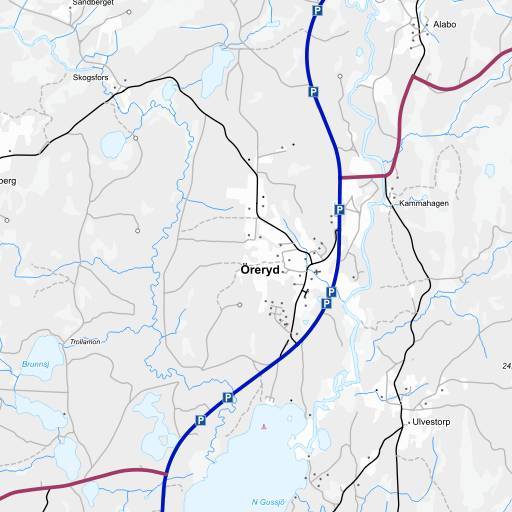 Sandberget
P
Alabo
Skogsfors
P
berg
Kammahagen
P
Öreryd
P
P
Trollamon
Brunnsj
24
P
P
Ulvestorp
N Gussjö